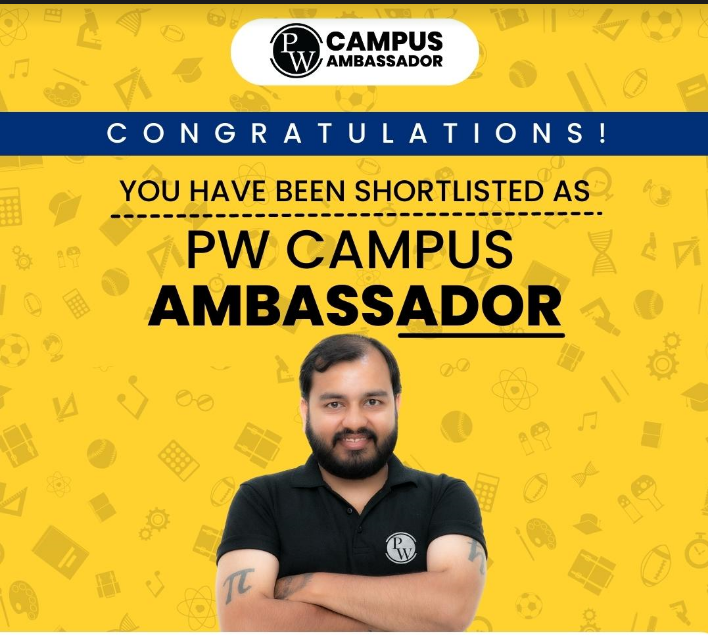 PW CAMPUS
AMBASSADOR
CONGRATULATIONS!
YOU HAVE BEEN SHORTLISTED AS
PW CAMPUS
AMBASSADOR
PW
π